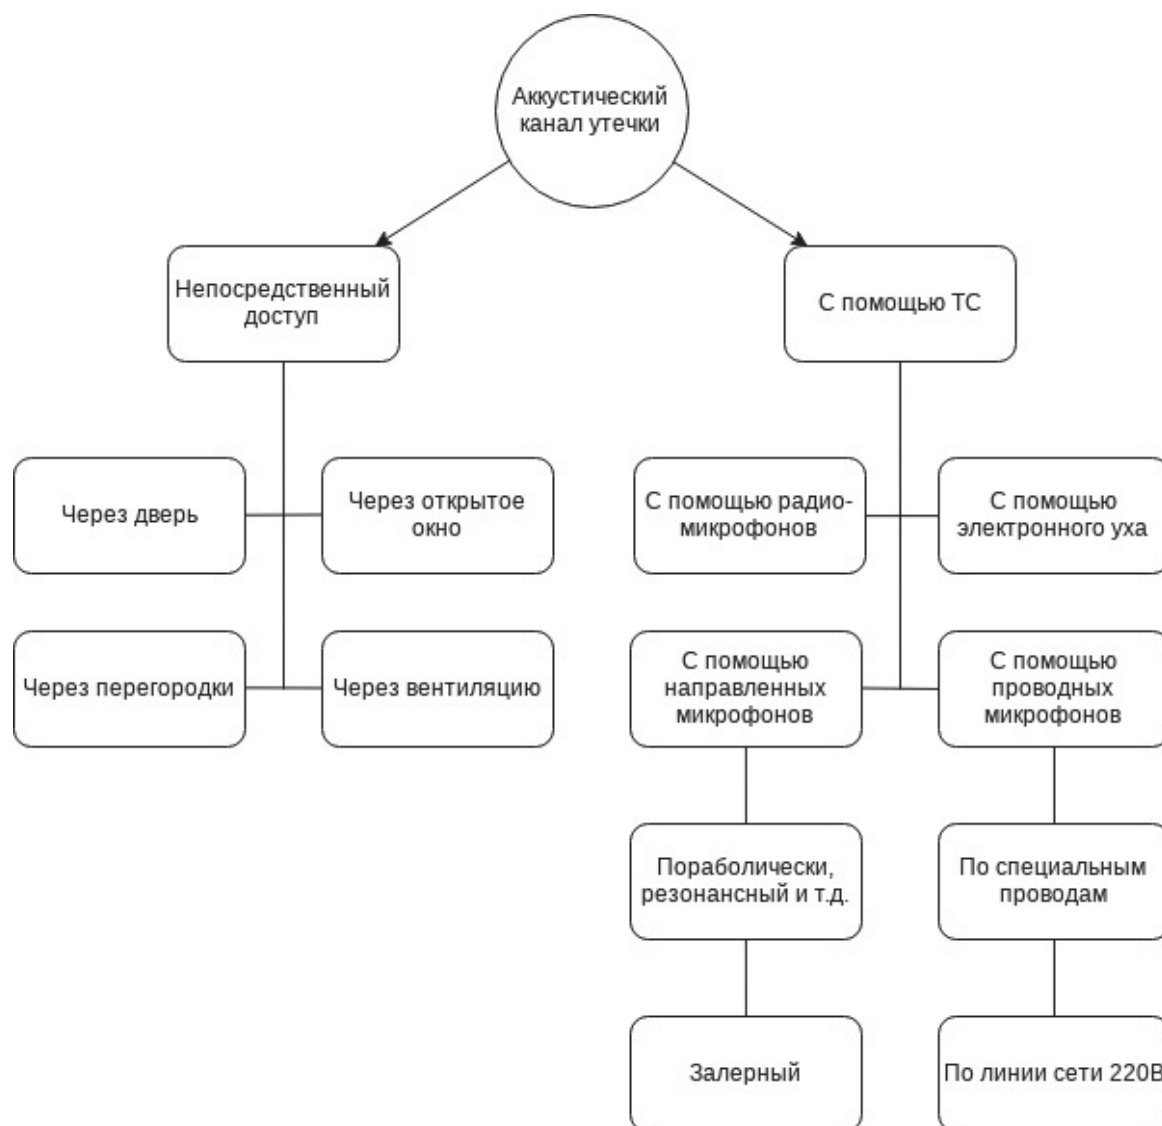 Аккустический
канал утечки
Непосредственный
доступ
С помощью ТС
Через дверь
Через открытое
окно
С помощью радио-
микрофонов
С помощью
электронного уха
Через перегородки
Через вентиляцию
С помощью
направленных
микрофонов
С помощью
проводных
микрофонов
Пораболически,
резонансный и т.д.
По специальным
проводам
Залерный
По линии сети 220В